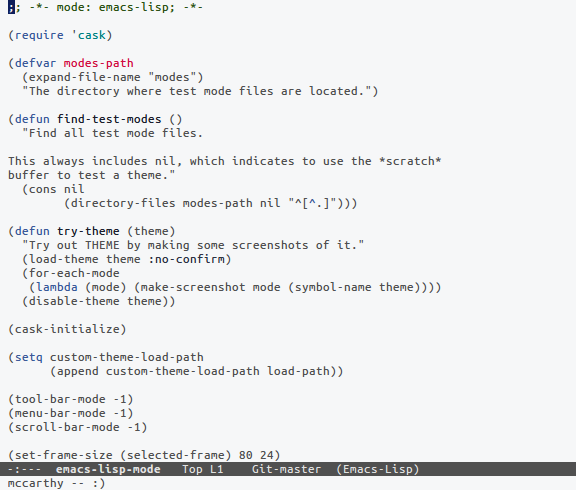 ;; -*- mode: emacs-lisp; -*-

(require 'cask)

(defvar modes-path
  (expand-file-name "modes")
  "The directory where test mode files are located.")

(defun find-test-modes ()
  "Find all test mode files.

This always includes nil, which indicates to use the *scratch*
buffer to test a theme."
  (cons nil
        (directory-files modes-path nil "^[^.]")))

(defun try-theme (theme)
  "Try out THEME by making some screenshots of it."
  (load-theme theme :no-confirm)
  (for-each-mode
   (lambda (mode) (make-screenshot mode (symbol-name theme))))
  (disable-theme theme))

(cask-initialize)

(setq custom-theme-load-path
      (append custom-theme-load-path load-path))

(tool-bar-mode -1)
(menu-bar-mode -1)
(scroll-bar-mode -1)

(set-frame-size (selected-frame) 80 24)
-:---  emacs-lisp-mode   Top L1    Git-master  (Emacs-Lisp)
mccarthy -- :)